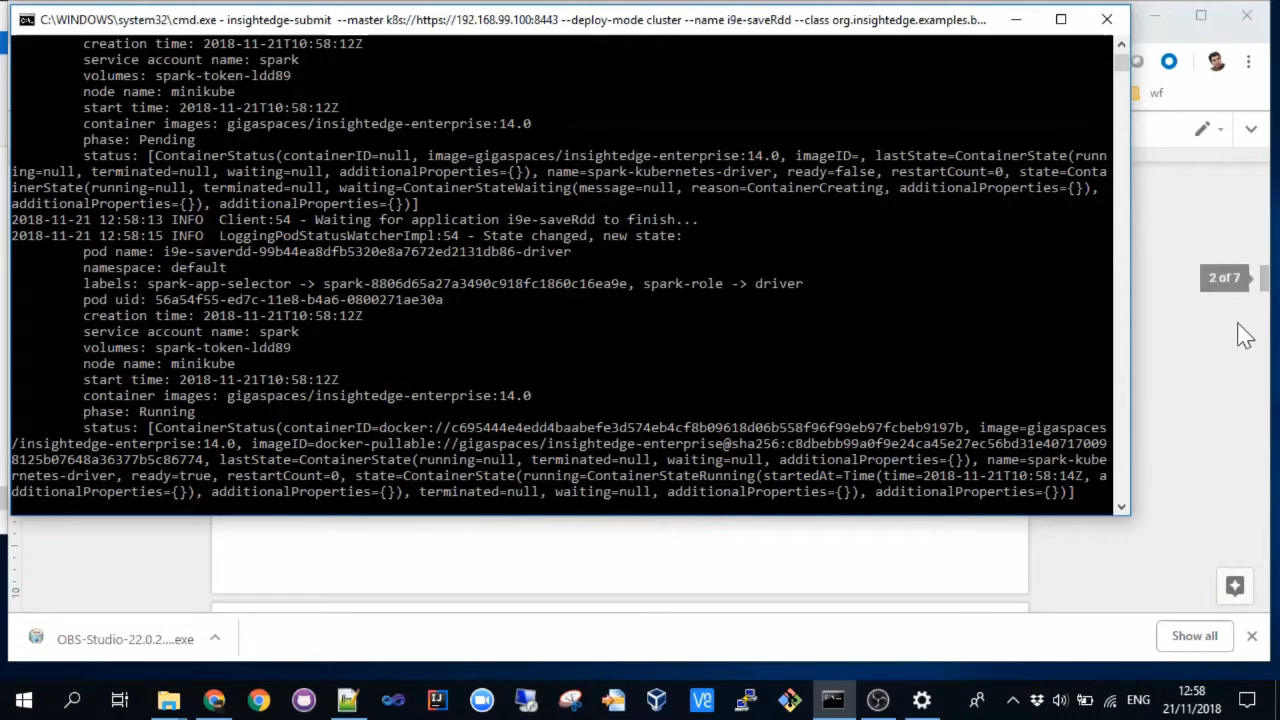 C:\WINDOWS\system32\cmd.exe - insightedge-submit --master k8s://https://192.168.99.100:8443 --deploy-mode cluster --name i9e-saveRdd --class org.insightedge.examples.b...
creation time: 2018-11-21T10:58:12Z
service account name: spark
volumes: spark-token-ldd89
node name: minikube
start time: 2018-11-21T10:58:12Z
container images: gigaspaces/insightedge-enterprise:14.0
phase: Pending
status: [ContainerStatus(containerID=null, image=gigaspaces/insightedge-enterprise:14.0, imageID=, lastState=ContainerState(runn
ing=null, terminated=null, waiting=null, additionalProperties={}), name=spark-kubernetes-driver, ready=false, restartCount=0, state=Conta
inerState(running=null, terminated=null, waiting=ContainerStateWaiting(message=null, reason=ContainerCreating, additionalProperties={}),
additionalProperties={}), additionalProperties={})]
2018-11-21 12:58:13 INFO  Client:54 - Waiting for application i9e-saveRdd to finish...
2018-11-21 12:58:15 INFO  LoggingPodStatusWatcherImpl:54 - State changed, new state:
pod name: i9e-saverdd-99b44ea8dfb5320e8a7672ed2131db86-driver
namespace: default
labels: spark-app-selector -> spark-8806d65a27a3490c918fc1860c16ea9e, spark-role -> driver
pod uid: 56a54f55-ed7c-11e8-b4a6-0800271ae30a
creation time: 2018-11-21T10:58:12Z
service account name: spark
volumes: spark-token-ldd89
node name: minikube
start time: 2018-11-21T10:58:12Z
container images: gigaspaces/insightedge-enterprise:14.0
phase: Running
status: [ContainerStatus(containerID=docker://c695444e4edd4baabefe3d574eb4cf8b09618d06b558f96f99eb97fcbeb9197b, image=gigaspaces
/insightedge-enterprise:14.0, imageID=docker-pullable://gigaspaces/insightedge-enterprise@sha256:c8dbebb99a0f9e24ca45e27ec56bd31e40717009
8125b07648a36377b5c86774, lastState=ContainerState(running=null, terminated=null, waiting=null, additionalProperties={}), name=spark-kube
rnetes-driver, ready=true, restartCount=0, state=ContainerState(running=ContainerStateRunning(startedAt=Time(time=2018-11-21T10:58:14Z, a
dditionalProperties={}), additionalProperties={}), terminated=null, waiting=null, additionalProperties={}), additionalProperties={})]
wf
2 of 7
10
OBS-Studio-22.0.2....exe
Show all
ENG
12:58
21/11/2018